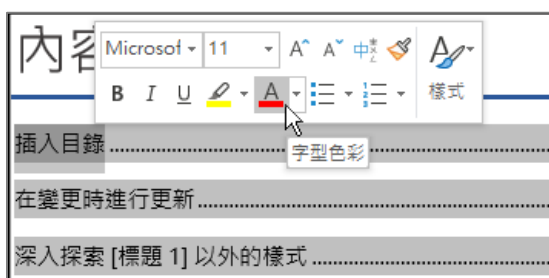 內容
Microsof 11 A A 中
B I U A 樣式
字型色彩
插入目錄
在變更時進行更新
深入探索 [標題 1] 以外的樣式